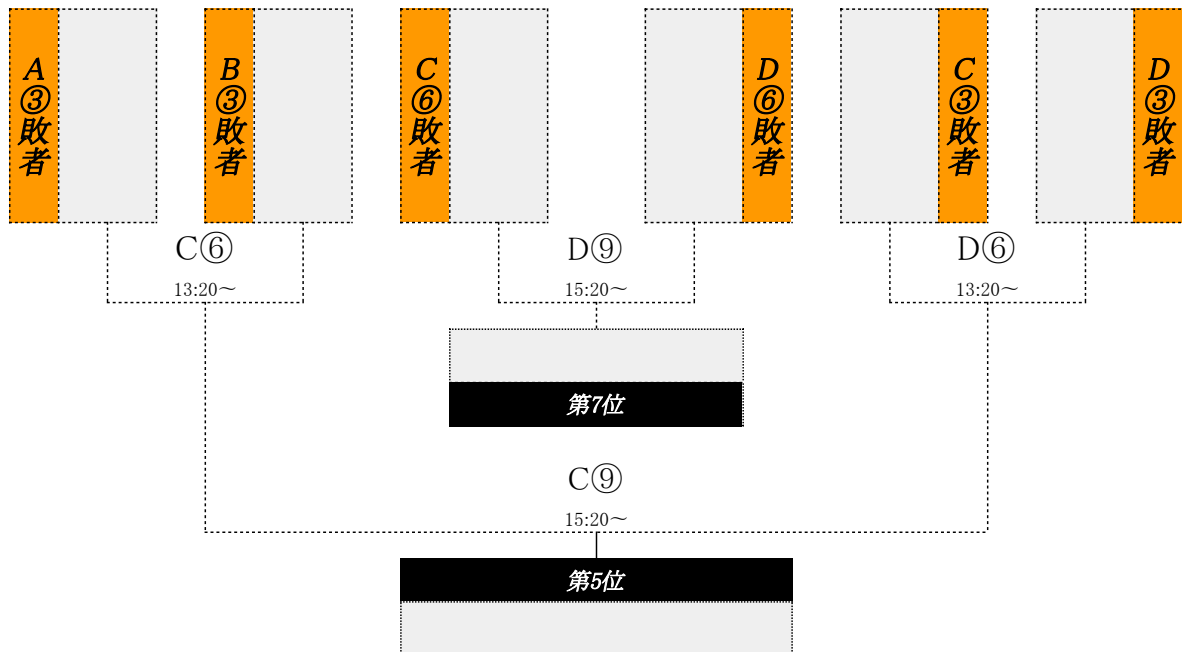 A③敗者
B③敗者
C⑥敗者
D⑥敗者
C③敗者
D③敗者
C⑥
D⑨
D⑥
13:20～
15:20～
13:20～
第7位
C⑨
15:20～
第5位